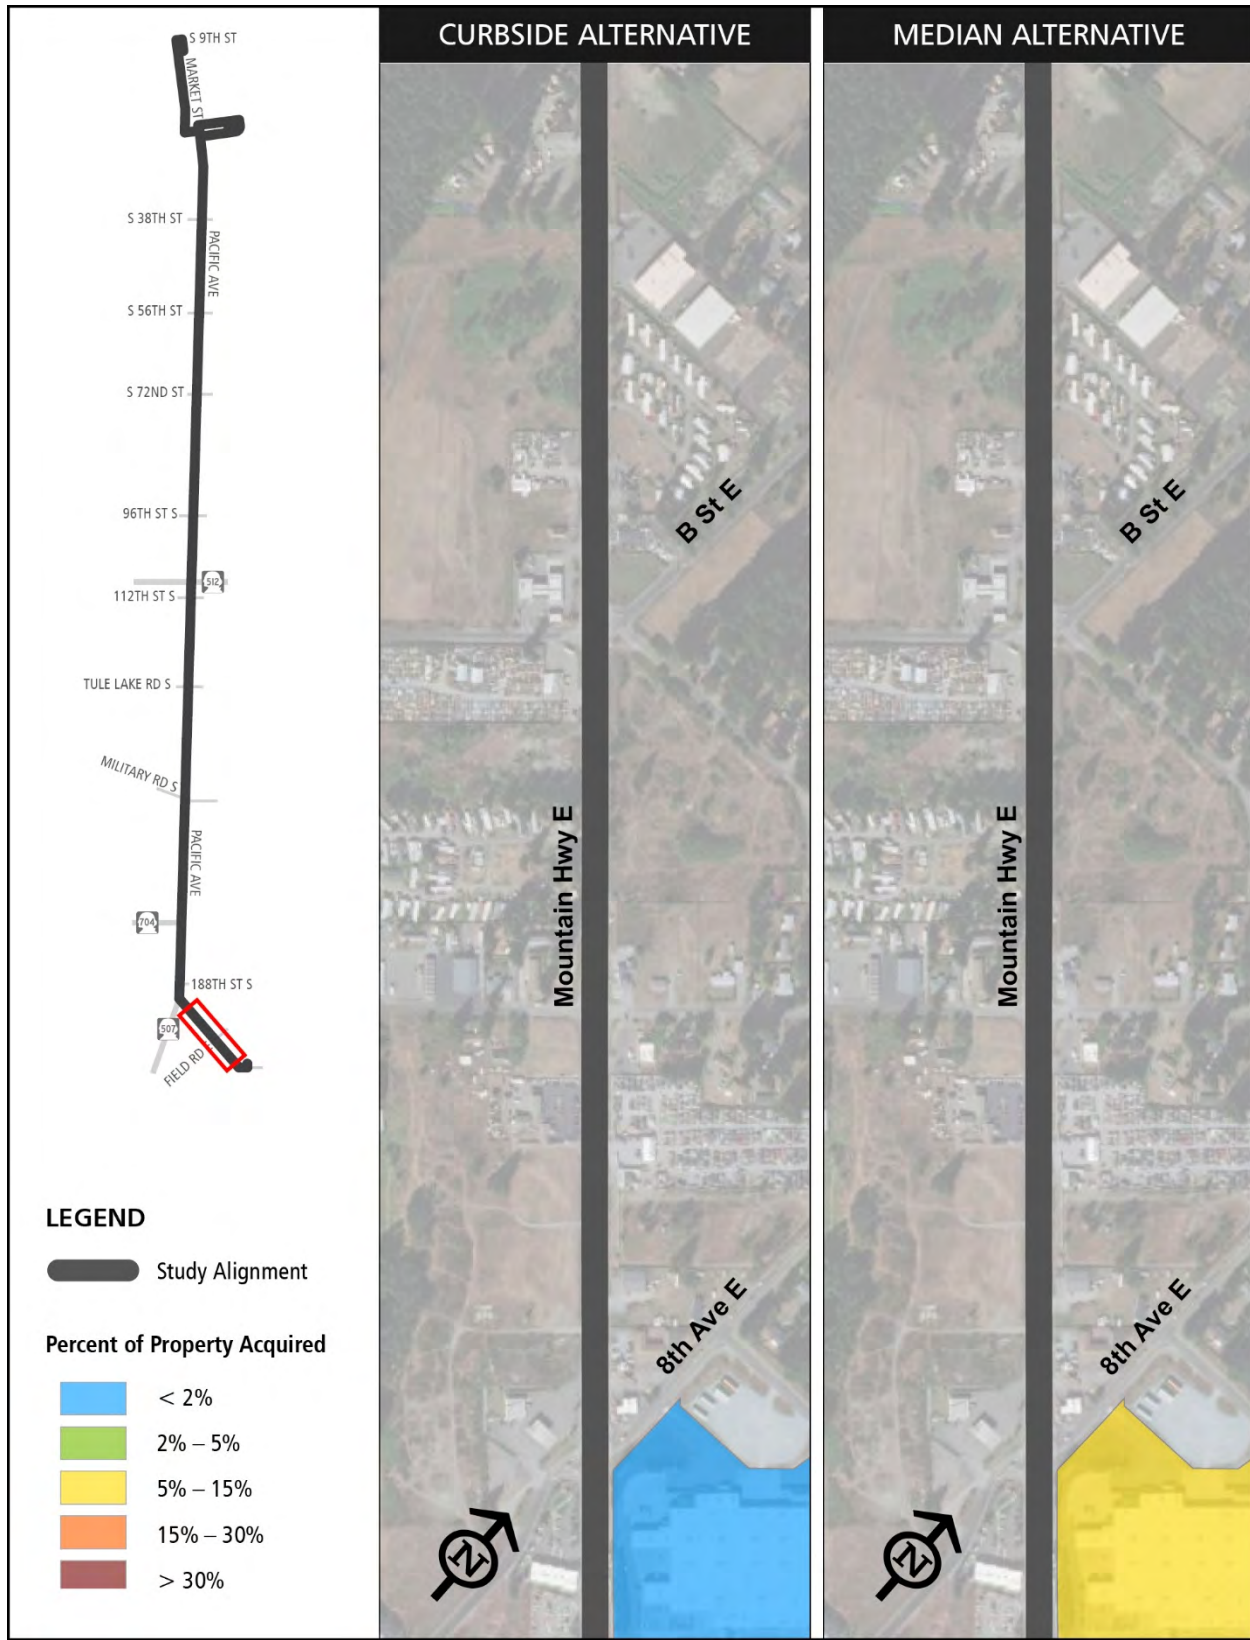 S 9TH ST
MARKET ST
S 38TH ST
PACIFIC AVE
S 56TH ST
S 72ND ST
96TH ST S
512
112TH ST S
TULE LAKE RD S
MILITARY RD S
PACIFIC AVE
704
188TH ST S
507
FIELD RD
LEGEND
Study Alignment
Percent of Property Acquired
< 2%
2% – 5%
5% – 15%
15% – 30%
> 30%
CURBSIDE ALTERNATIVE
B St E
Mountain Hwy E
8th Ave E
N
MEDIAN ALTERNATIVE
B St E
Mountain Hwy E
8th Ave E
N